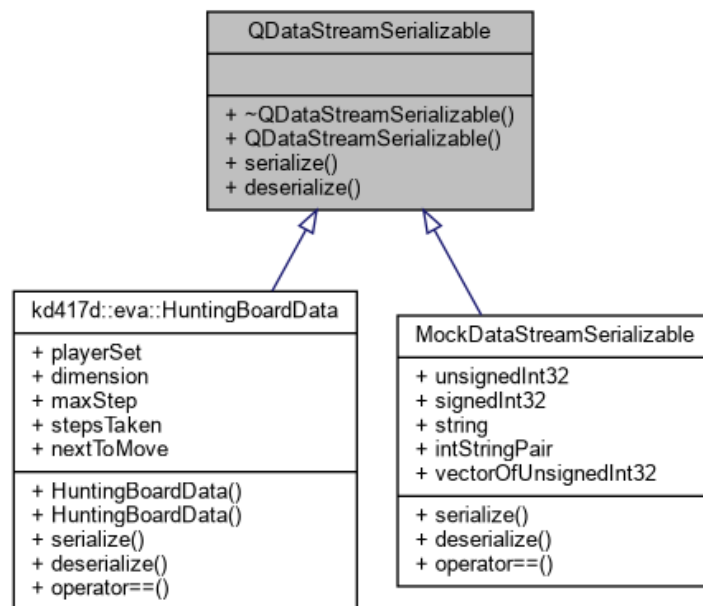 QDataStreamSerializable
+ ~QDataStreamSerializable()
+ QDataStreamSerializable()
+ serialize()
+ deserialize()
kd417d::eva::HuntingBoardData
+ playerSet
+ dimension
+ maxStep
+ stepsTaken
+ nextToMove
+ HuntingBoardData()
+ HuntingBoardData()
+ serialize()
+ deserialize()
+ operator==()
MockDataStreamSerializable
+ unsignedInt32
+ signedInt32
+ string
+ intStringPair
+ vectorOfUnsignedInt32
+ serialize()
+ deserialize()
+ operator==()